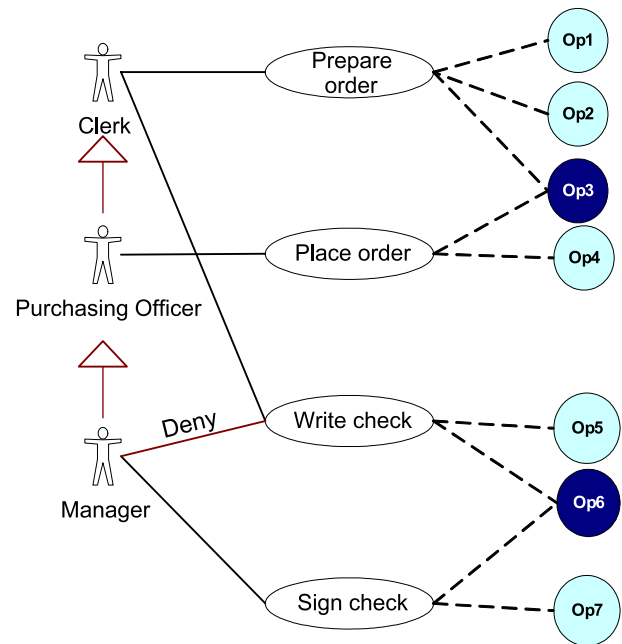 Op1
Prepare
order
Clerk
Op2
Op3
Place order
Op4
Purchasing Officer
Deny
Write check
Op5
Manager
Op6
Sign check
Op7